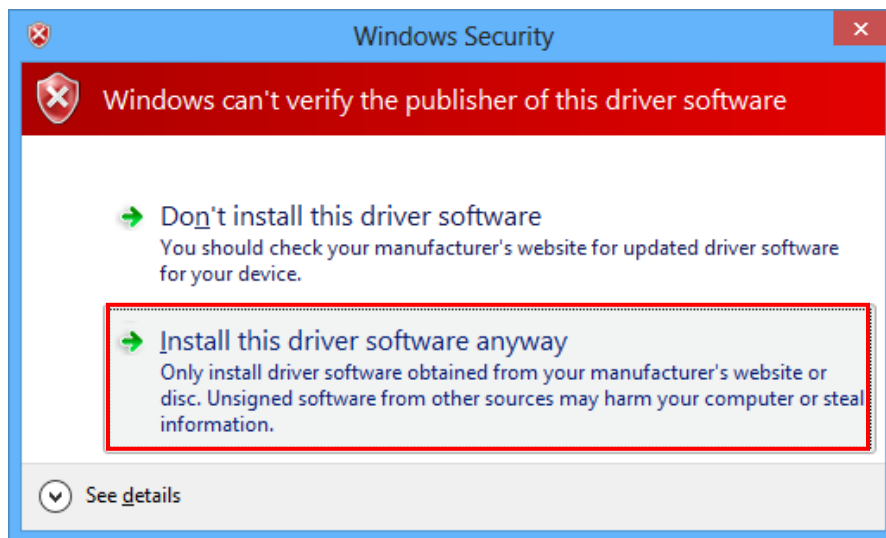 Windows Security
Windows can't verify the publisher of this driver software
Don't install this driver software
You should check your manufacturer's website for updated driver software
for your device.
Install this driver software anyway
Only install driver software obtained from your manufacturer's website or
disc. Unsigned software from other sources may harm your computer or steal
information.
See details